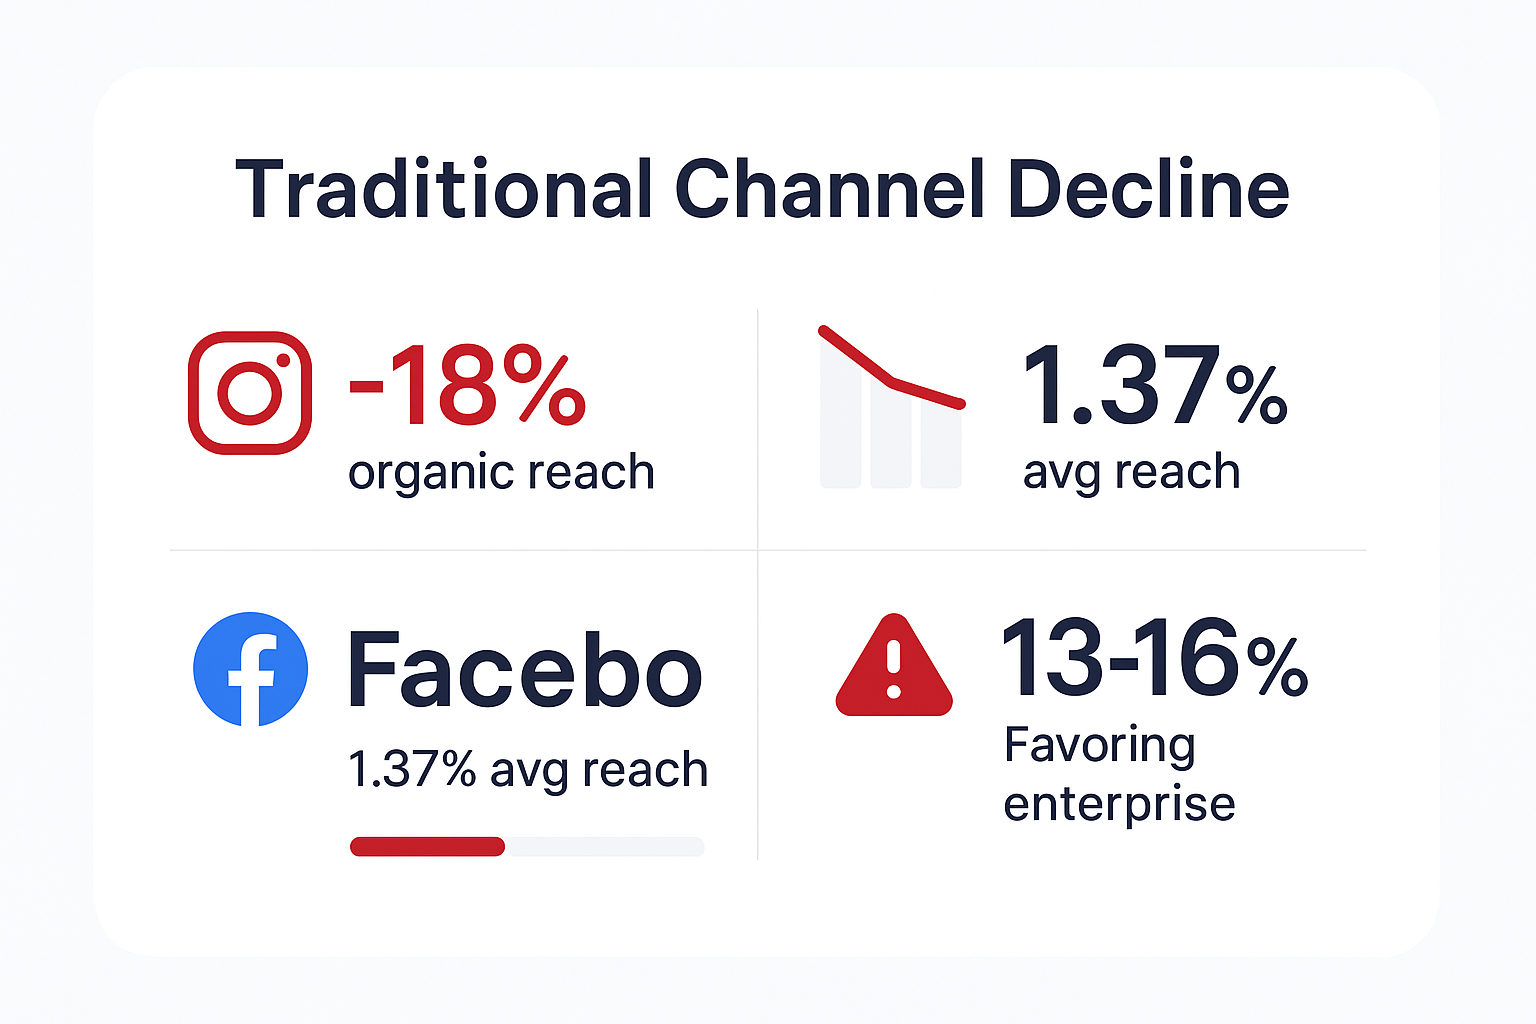 Traditional Channel Decline
-18%
organic reach
1.37%
avg reach
Facebo
1.37% avg reach
13-16%
Favoring
enterprise